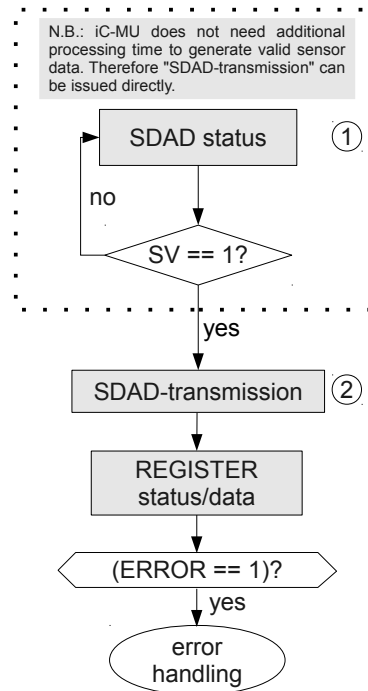 N.B.: iC-MU does not need additional
processing time to generate valid sensor
data. Therefore "SDAD-transmission" can
be issued directly.
SDAD status
1
no
SV == 1?
yes
SDAD-transmission
2
REGISTER
status/data
(ERROR == 1)?
yes
error
handling